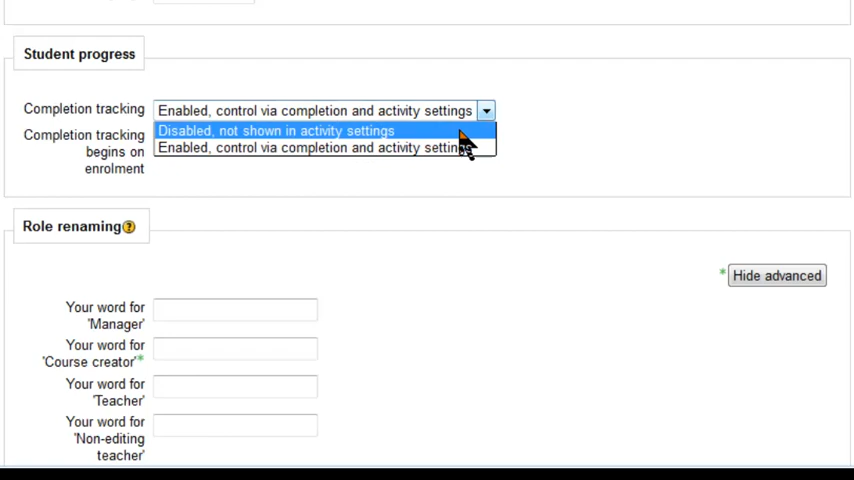 Student progress
Completion tracking
Enabled, control via completion and activity settings
Disabled, not shown in activity settings
Enabled, control via completion and activity settings
Completion tracking
begins on
enrolment
Role renaming?
* Hide advanced
Your word for
'Manager'
Your word for
'Course creator'*
Your word for
'Teacher'
Your word for
'Non-editing
teacher'